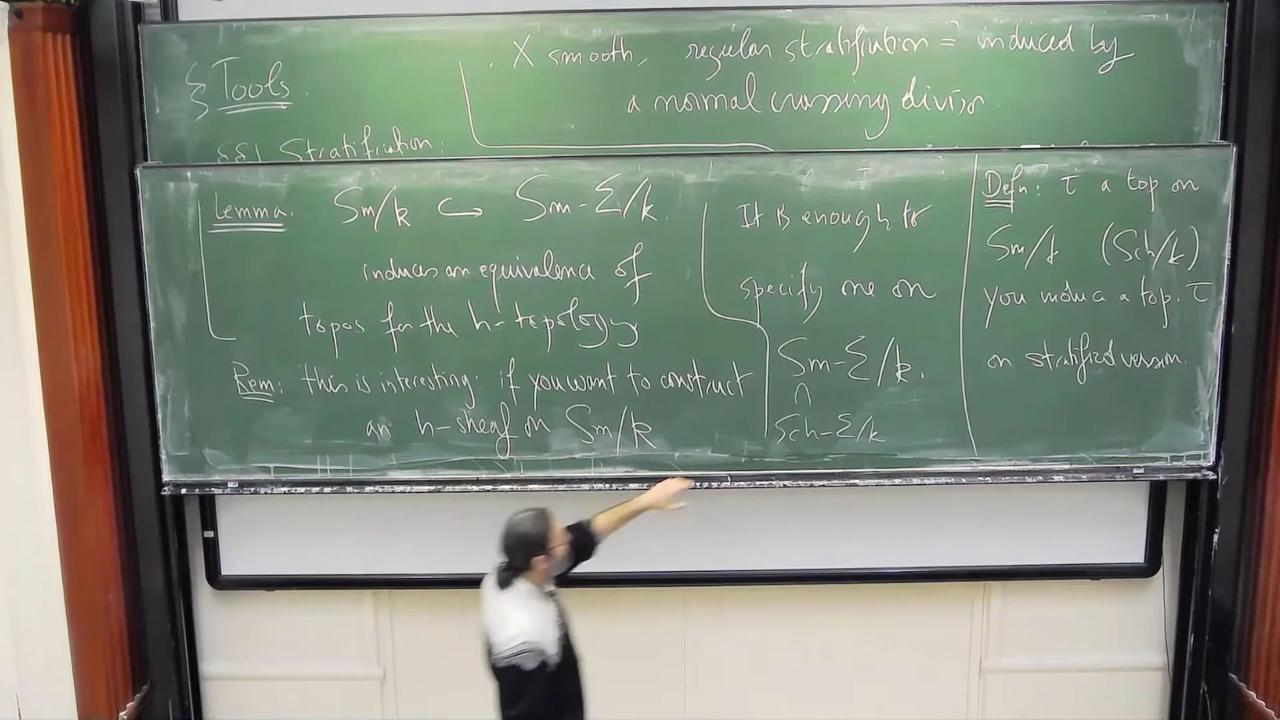 § Tools
§§1 Stratification:
. X smooth, regular stratification = induced by
a normal crossing divisor.
Lemma. Sm/k ↪ Sm-Σ/k.
induces an equivalence of
topos for the h-topology
Rem: this is interesting if you want to construct
an h-sheaf on Sm/k
It is enough to
specify one on
Sm-Σ/k.
∩
Sch-Σ/k
Defn: τ a top on
Sm/k (Sch/k)
you induce a top. τ
on stratified version.